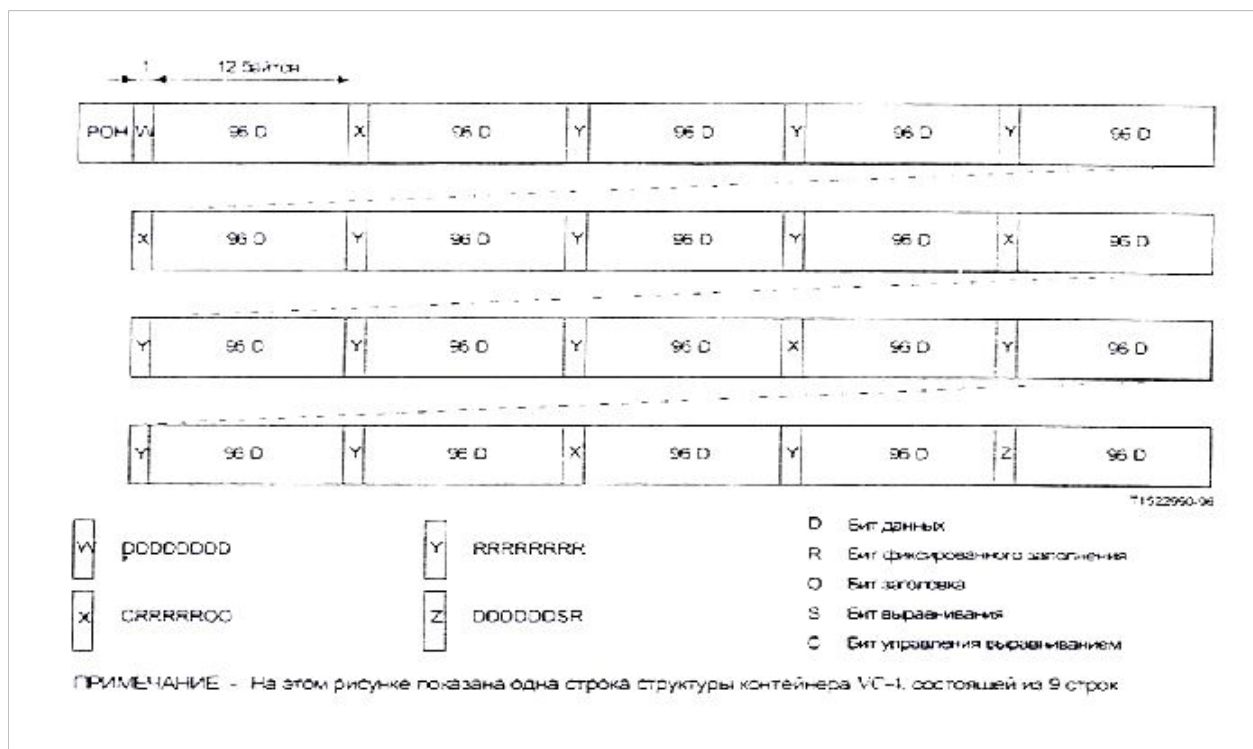 1 12 байтов
POH W 96 D X 96 D Y 96 D Y 96 D Y 96 D
X 96 D Y 96 D Y 96 D Y 96 D X 96 D
Y 96 D Y 96 D Y 96 D X 96 D Y 96 D
Y 96 D Y 96 D X 96 D Y 96 D Z 96 D
T1522950-96
W DDDDDDDD Y RRRRRRRR D Бит данных
R Бит фиксированного заполнения
O Бит заголовка
X CRRRRROO Z DDDDDDSR S Бит выравнивания
C Бит управления выравниванием
ПРИМЕЧАНИЕ - На этом рисунке показана одна строка структуры контейнера VC-4, состоящей из 9 строк